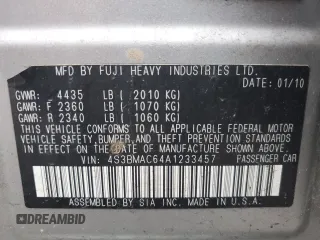 MFD BY FUJI HEAVY INDUSTRIES LTD.
DATE: 01/10
GVWR: 4435 LB ( 2010 KG)
GAWR: F 2360 LB ( 1070 KG)
GAWR: R 2340 LB ( 1060 KG)
THIS VEHICLE CONFORMS TO ALL APPLICABLE FEDERAL MOTOR
VEHICLE SAFETY, BUMPER, AND THEFT PREVENTION STANDARDS
IN EFFECT ON THE DATE OF MANUFACTURE SHOWN ABOVE.
VIN: 4S3BMAC64A1233457 PASSENGER CAR
ASSEMBLED BY SIA INC. MADE IN U.S.A.
DREAMBID